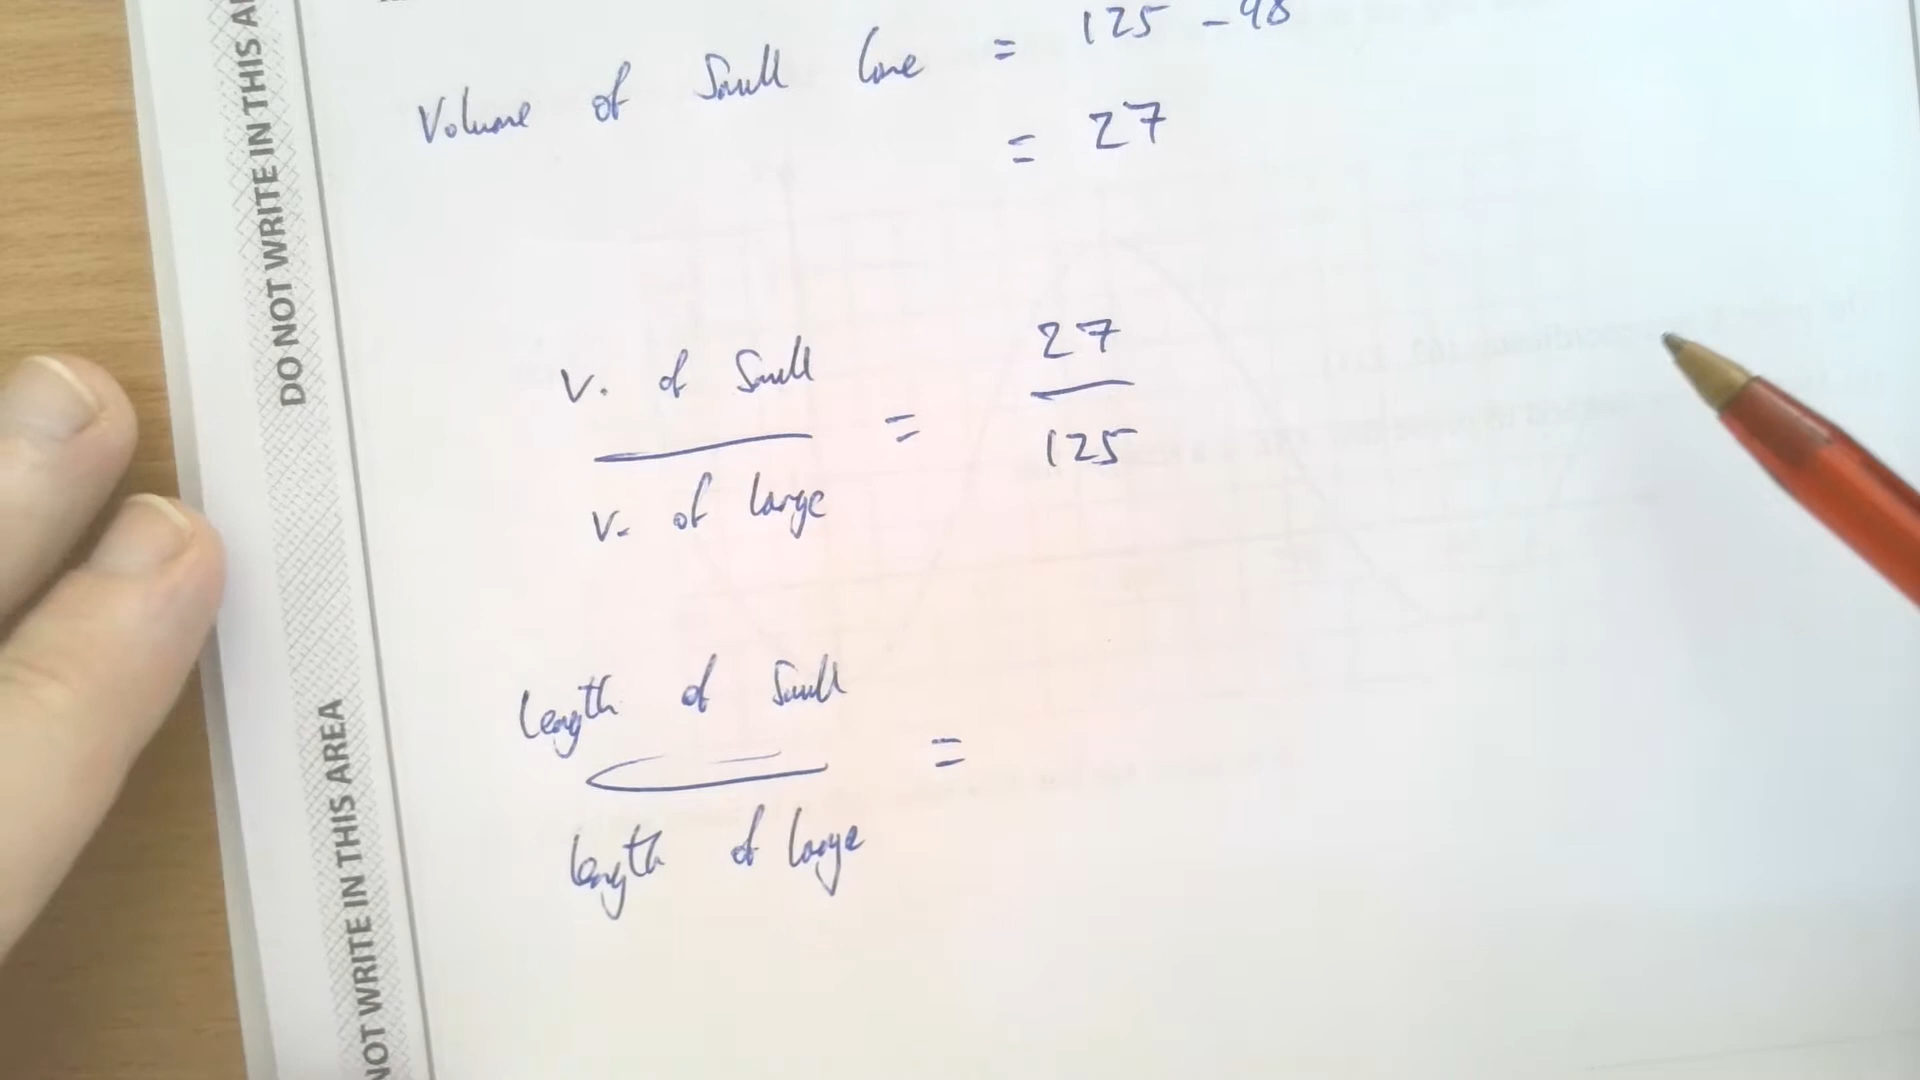 Volume of Small Cone = 125 - 98
= 27
V. of Small = 27
V. of large 125
length of Small =
length of large
DO NOT WRITE IN THIS A
NOT WRITE IN THIS AREA